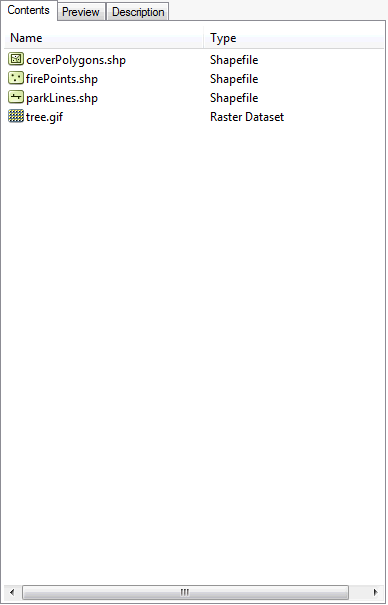 Contents Preview Description
Name Type
coverPolygons.shp Shapefile
firePoints.shp Shapefile
parkLines.shp Shapefile
tree.gif Raster Dataset